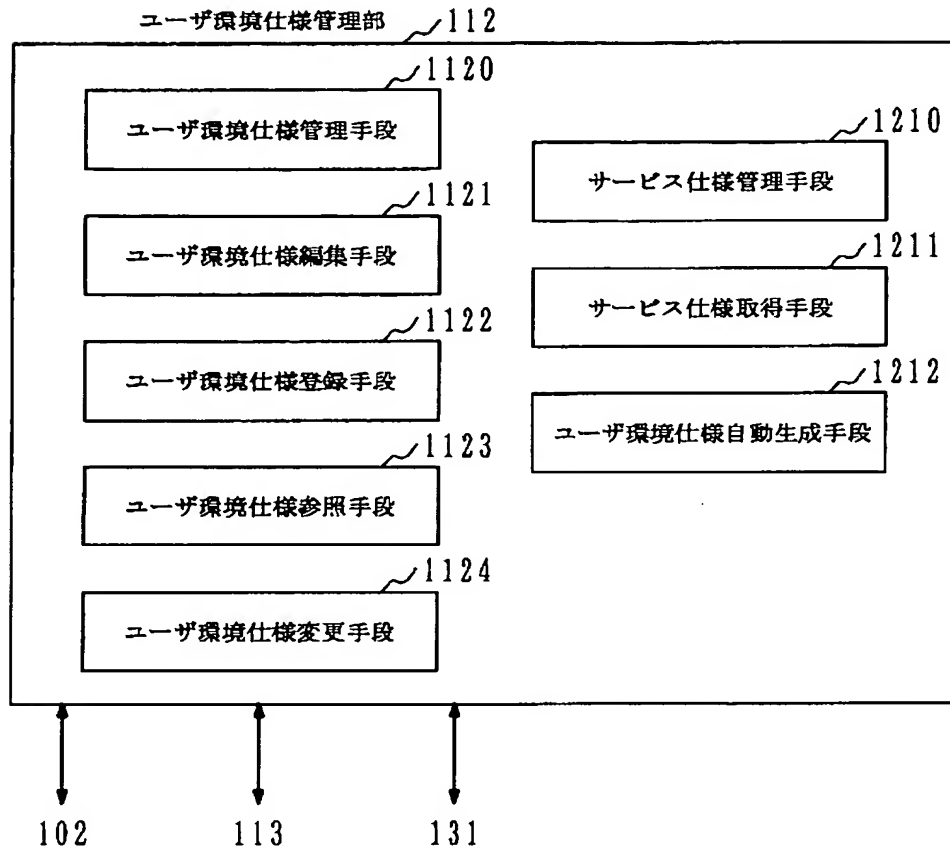 ユーザ環境仕様管理部
112
1120
ユーザ環境仕様管理手段
1121
ユーザ環境仕様編集手段
1122
ユーザ環境仕様登録手段
1123
ユーザ環境仕様参照手段
1124
ユーザ環境仕様変更手段
1210
サービス仕様管理手段
1211
サービス仕様取得手段
1212
ユーザ環境仕様自動生成手段
102
113
131